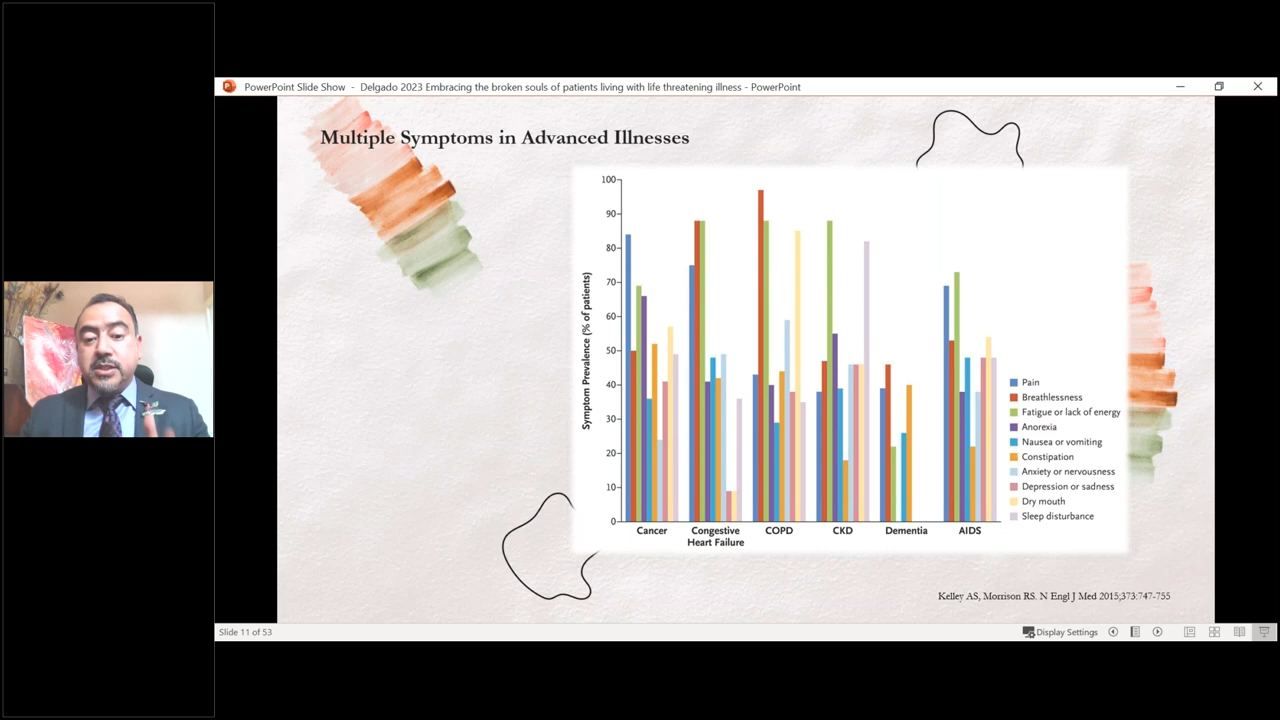 PowerPoint Slide Show - Delgado 2023 Embracing the broken souls of patients living with life threatening illness - PowerPoint
Multiple Symptoms in Advanced Illnesses
Symptom Prevalence (% of patients)
100
90
80
70
60
50
40
30
20
10
0
Cancer
Congestive
Heart Failure
COPD
CKD
Dementia
AIDS
Pain
Breathlessness
Fatigue or lack of energy
Anorexia
Nausea or vomiting
Constipation
Anxiety or nervousness
Depression or sadness
Dry mouth
Sleep disturbance
Kelley AS, Morrison RS. N Engl J Med 2015;373:747-755
Slide 11 of 53
Display Settings